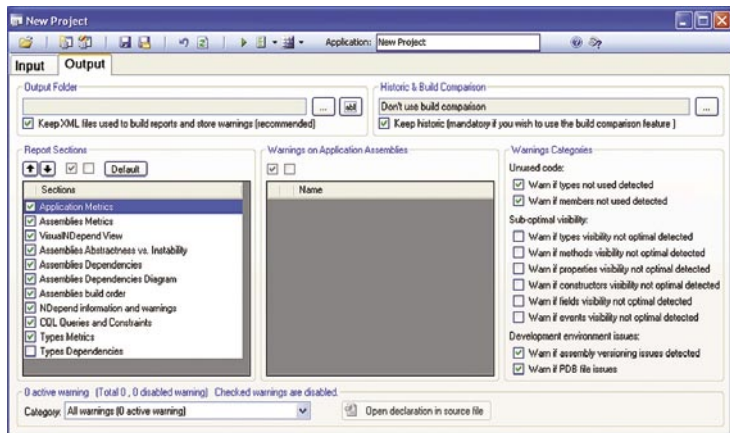 New Project
Application: New Project
Input Output
Output Folder
...
abl
Keep XML files used to build reports and store warnings (recommended)
Historic & Build Comparison
Don't use build comparison
...
Keep historic (mandatory if you wish to use the build comparison feature )
Report Sections
Default
Sections
Application Metrics
Assemblies Metrics
VisualNDepend View
Assemblies Abstractness vs. Instability
Assemblies Dependencies
Assemblies Dependencies Diagram
Assemblies build order
NDepend information and warnings
CQL Queries and Constraints
Types Metrics
Types Dependencies
Warnings on Application Assemblies
Name
Warnings Categories
Unused code:
Warn if types not used detected
Warn if members not used detected
Sub-optimal visibility:
Warn if types visibility not optimal detected
Warn if methods visibility not optimal detected
Warn if properties visibility not optimal detected
Warn if constructors visibility not optimal detected
Warn if fields visibility not optimal detected
Warn if events visibility not optimal detected
Development environment issues:
Warn if assembly versioning issues detected
Warn if PDB file issues
0 active warning (Total 0 , 0 disabled warning) Checked warnings are disabled.
Category: All warnings (0 active warning)
Open declaration in source file